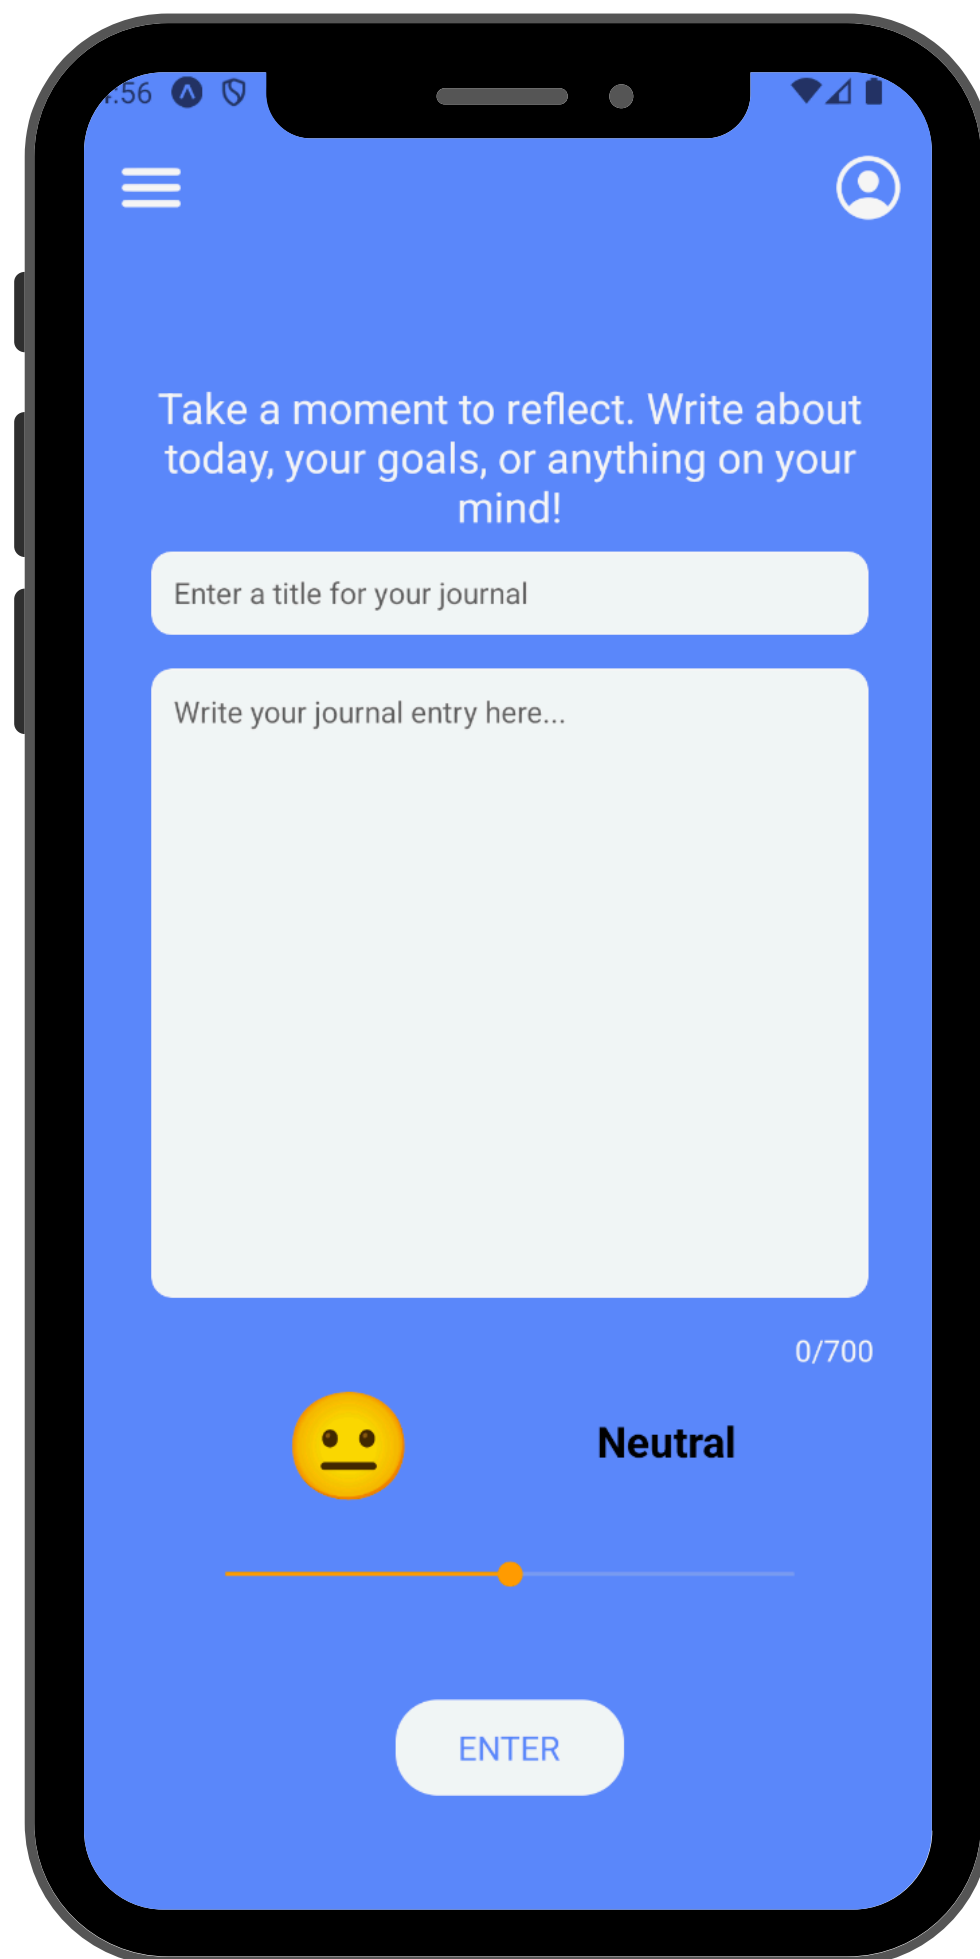 :56
Take a moment to reflect. Write about
today, your goals, or anything on your
mind!
Enter a title for your journal
Write your journal entry here...
0/700
Neutral
ENTER